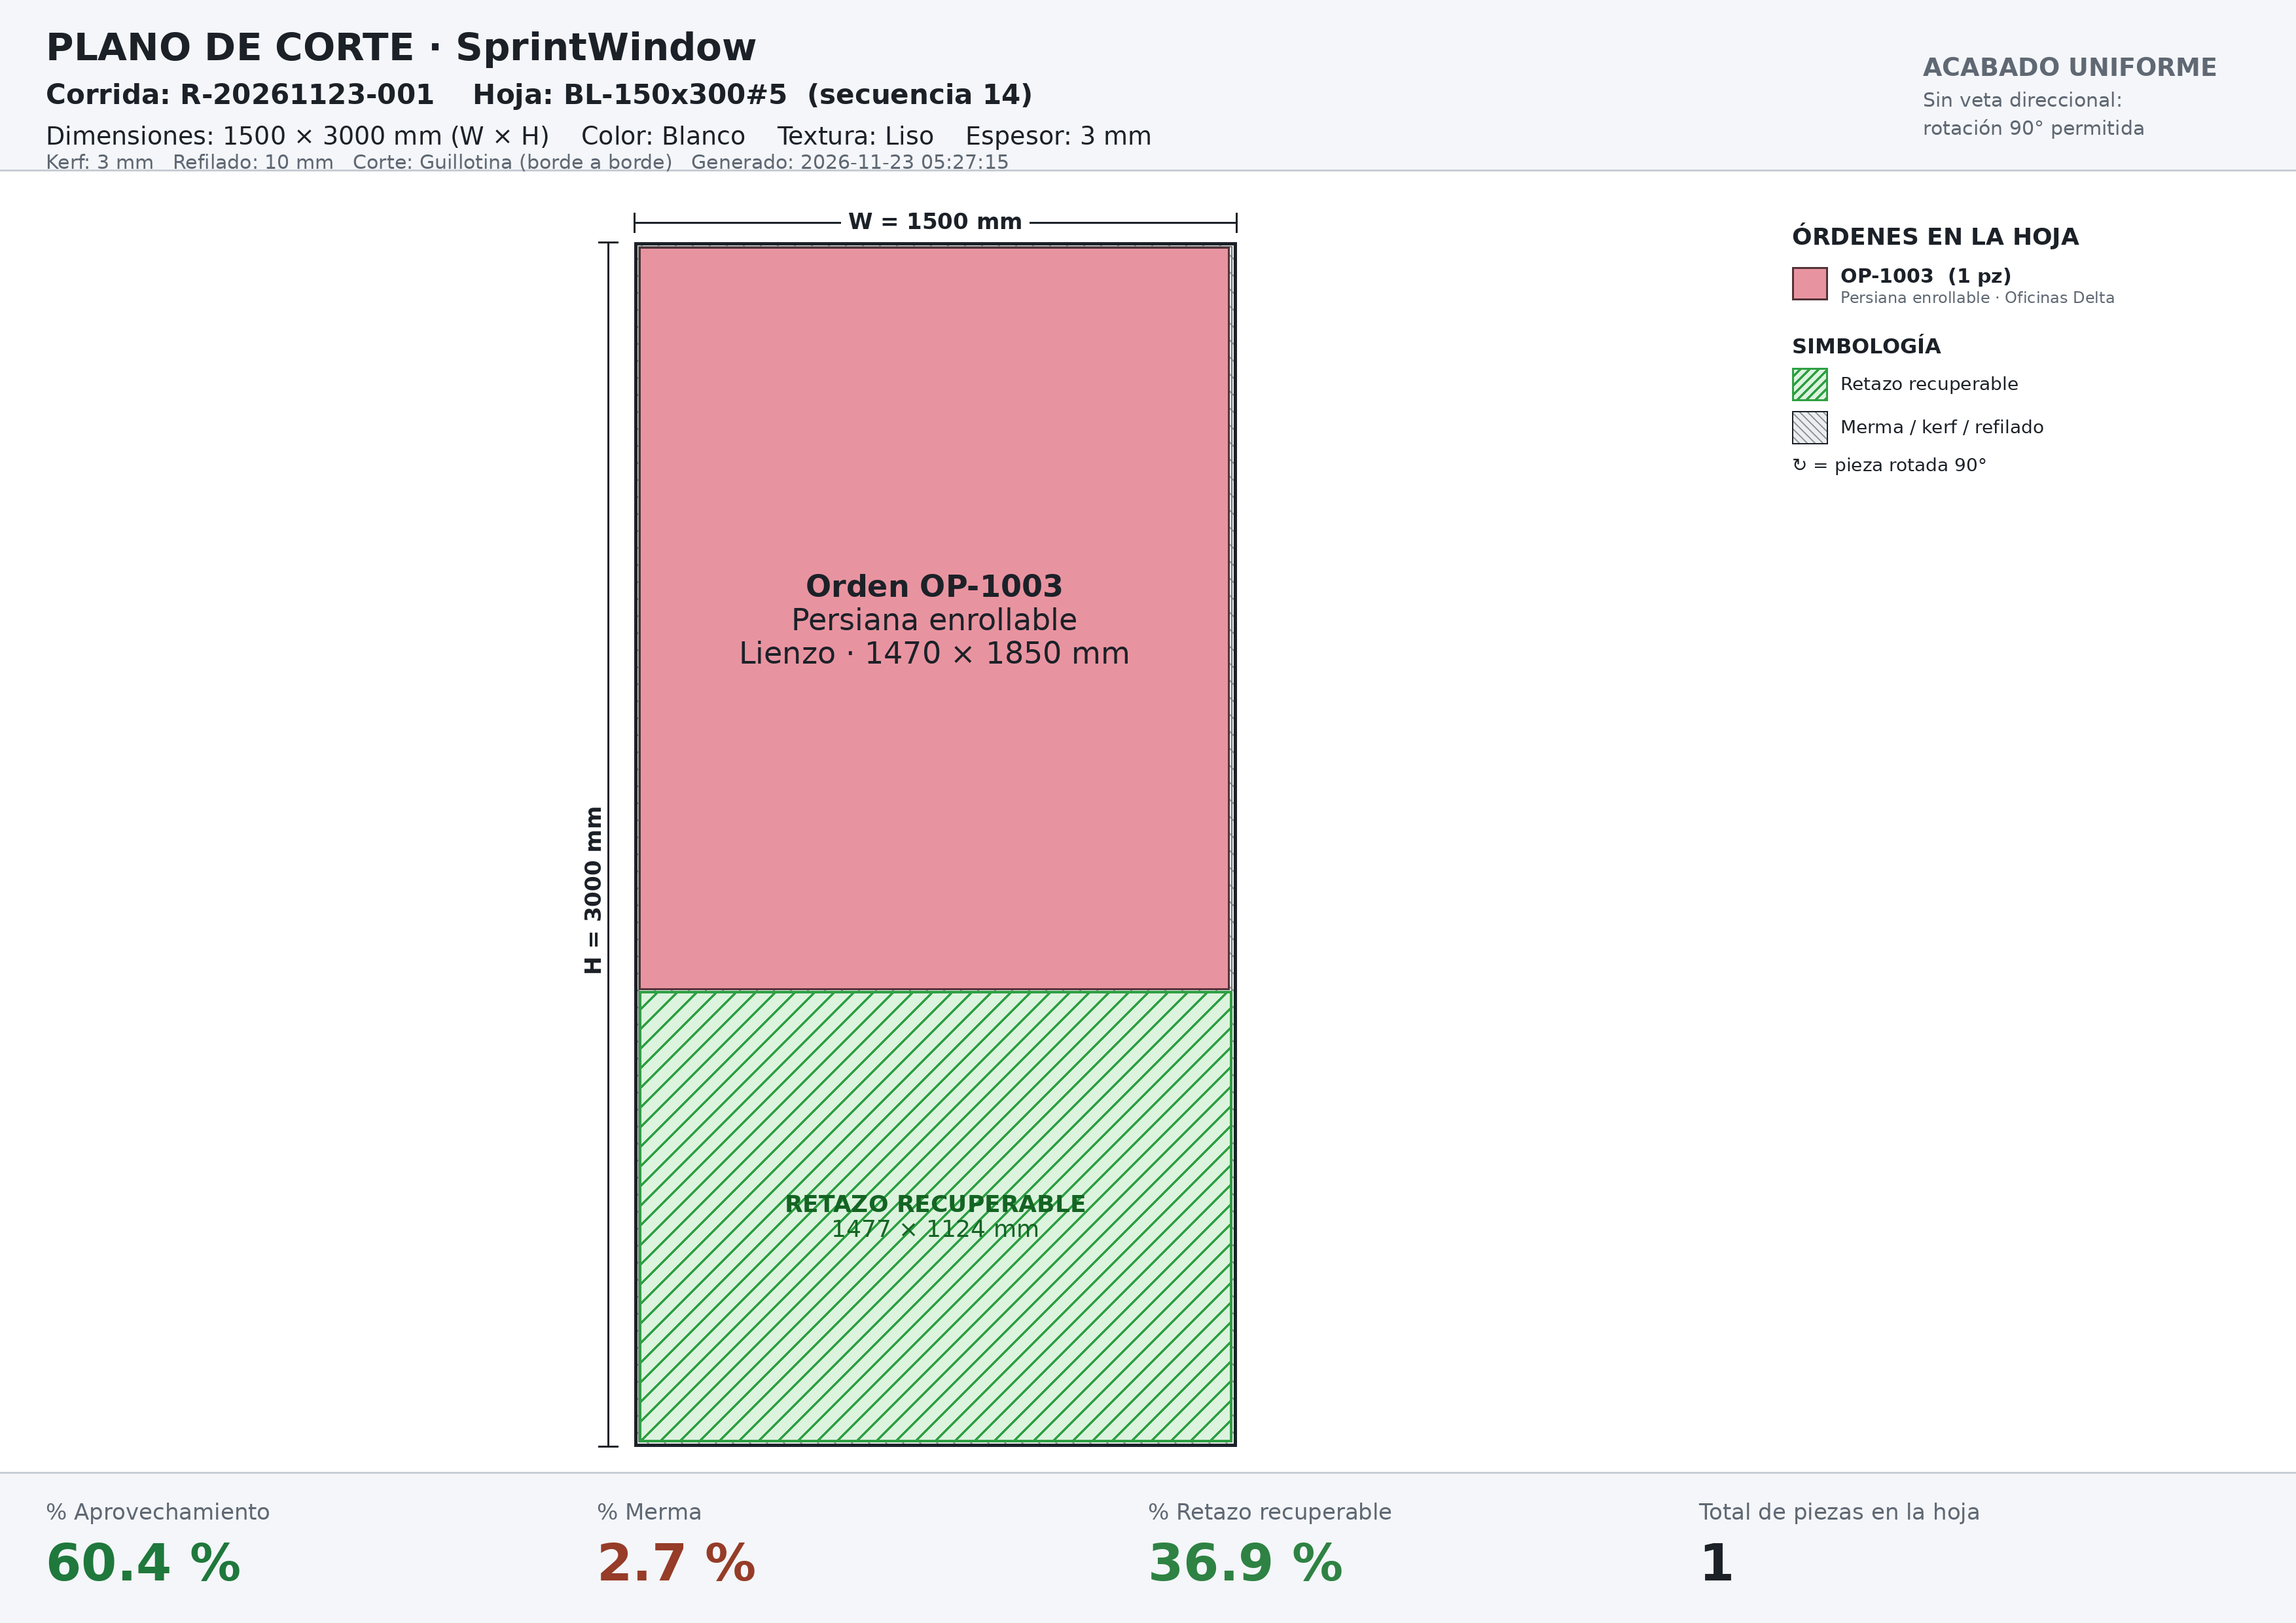 PLANO DE CORTE · SprintWindow
Corrida: R-20261123-001    Hoja: BL-150x300#5  (secuencia 14)
Dimensiones: 1500 × 3000 mm (W × H)    Color: Blanco    Textura: Liso    Espesor: 3 mm
Kerf: 3 mm   Refilado: 10 mm   Corte: Guillotina (borde a borde)   Generado: 2026-11-23 05:27:15
ACABADO UNIFORME
Sin veta direccional:
rotación 90° permitida
W = 1500 mm
H = 3000 mm
Orden OP-1003
Persiana enrollable
Lienzo · 1470 × 1850 mm
RETAZO RECUPERABLE
1477 × 1124 mm
ÓRDENES EN LA HOJA
OP-1003  (1 pz)
Persiana enrollable · Oficinas Delta
SIMBOLOGÍA
Retazo recuperable
Merma / kerf / refilado
↻ = pieza rotada 90°
% Aprovechamiento
60.4 %
% Merma
2.7 %
% Retazo recuperable
36.9 %
Total de piezas en la hoja
1